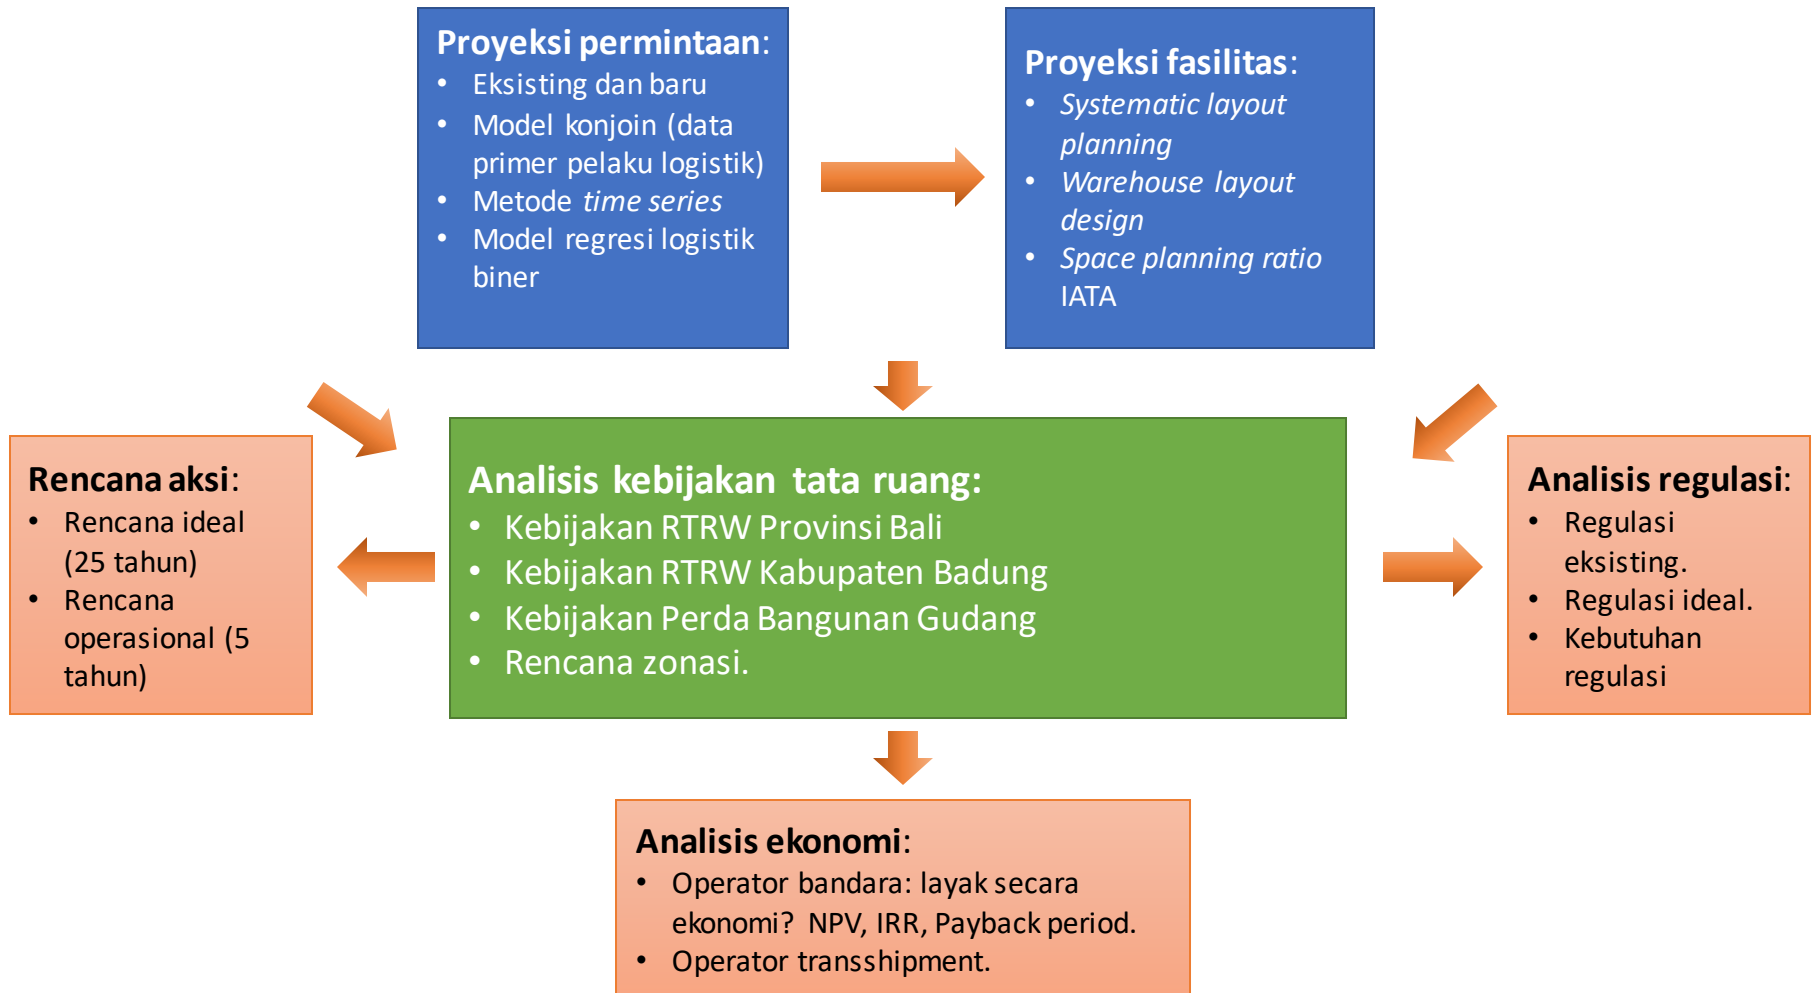 Proyeksi permintaan:
• Eksisting dan baru
• Model konjoin (data
primer pelaku logistik)
• Metode time series
• Model regresi logistik
biner
Proyeksi fasilitas:
• Systematic layout
planning
• Warehouse layout
design
• Space planning ratio
IATA
Rencana aksi:
• Rencana ideal
(25 tahun)
• Rencana
operasional (5
tahun)
Analisis kebijakan tata ruang:
• Kebijakan RTRW Provinsi Bali
• Kebijakan RTRW Kabupaten Badung
• Kebijakan Perda Bangunan Gudang
• Rencana zonasi.
Analisis regulasi:
• Regulasi
eksisting.
• Regulasi ideal.
• Kebutuhan
regulasi
Analisis ekonomi:
• Operator bandara: layak secara
ekonomi? NPV, IRR, Payback period.
• Operator transshipment.